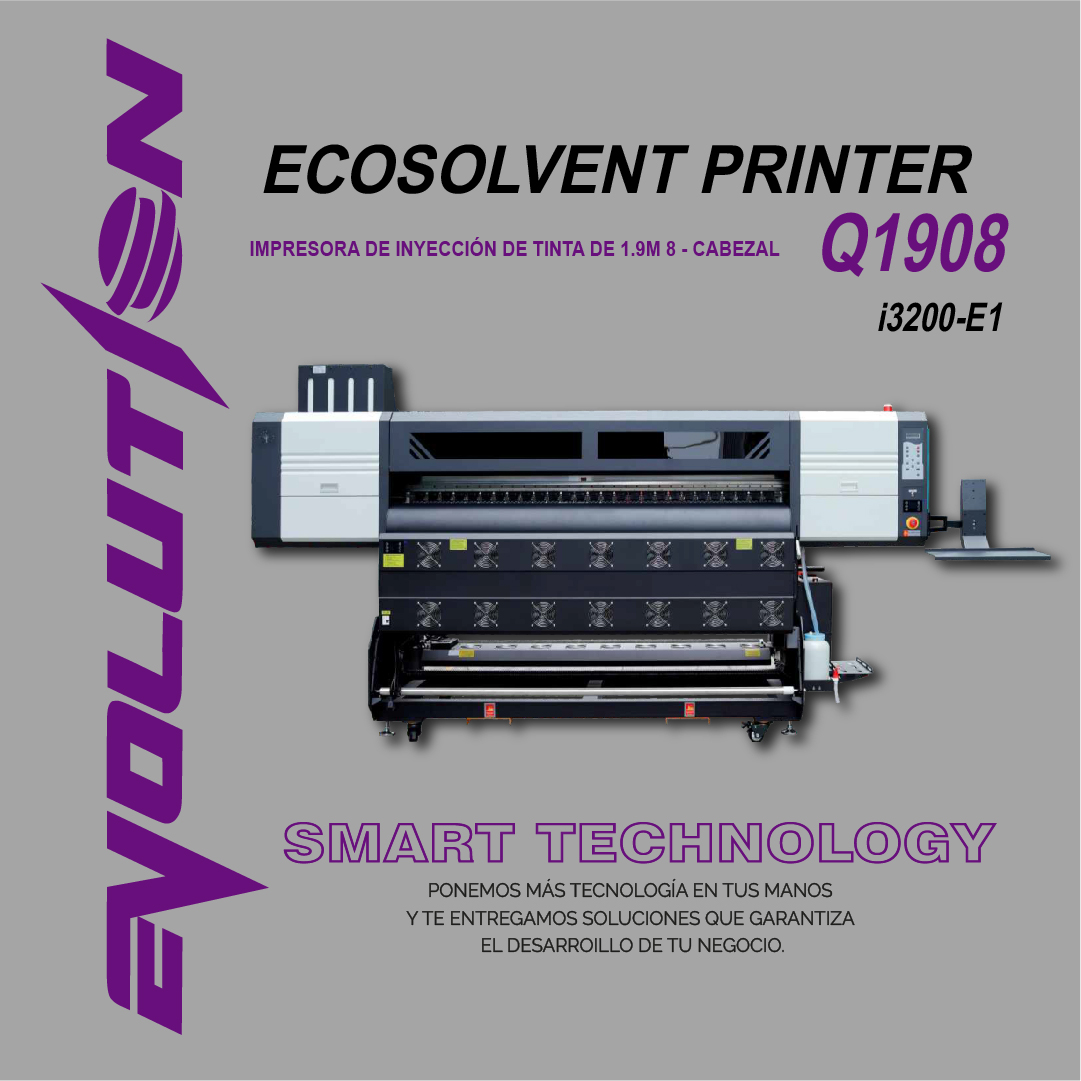 EVOLUTION
ECOSOLVENT PRINTER
IMPRESORA DE INYECCIÓN DE TINTA DE 1.9M 8 - CABEZAL
Q1908
i3200-E1
SMART TECHNOLOGY
PONEMOS MÁS TECNOLOGÍA EN TUS MANOS
Y TE ENTREGAMOS SOLUCIONES QUE GARANTIZA
EL DESARROILLO DE TU NEGOCIO.